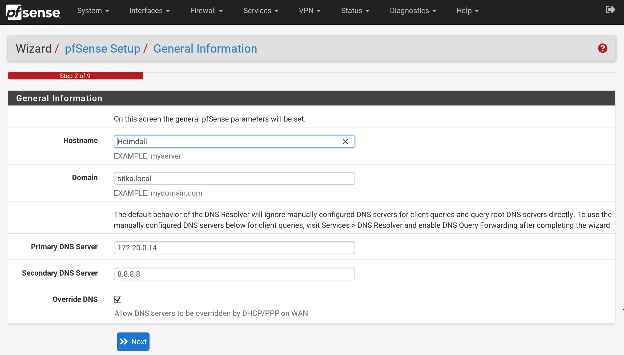 pfsense
System Interfaces Firewall Services VPN Status Diagnostics Help
Wizard / pfSense Setup / General Information
Step 2 of 9
General Information
On this screen the general pfSense parameters will be set.
Hostname
Heimdall
EXAMPLE: myserver
Domain
sitka.local
EXAMPLE: mydomain.com
The default behavior of the DNS Resolver will ignore manually configured DNS servers for client queries and query root DNS servers directly. To use the
manually configured DNS servers below for client queries, visit Services > DNS Resolver and enable DNS Query Forwarding after completing the wizard.
Primary DNS Server
172.20.0.14
Secondary DNS Server
8.8.8.8
Override DNS
Allow DNS servers to be overridden by DHCP/PPP on WAN
Next